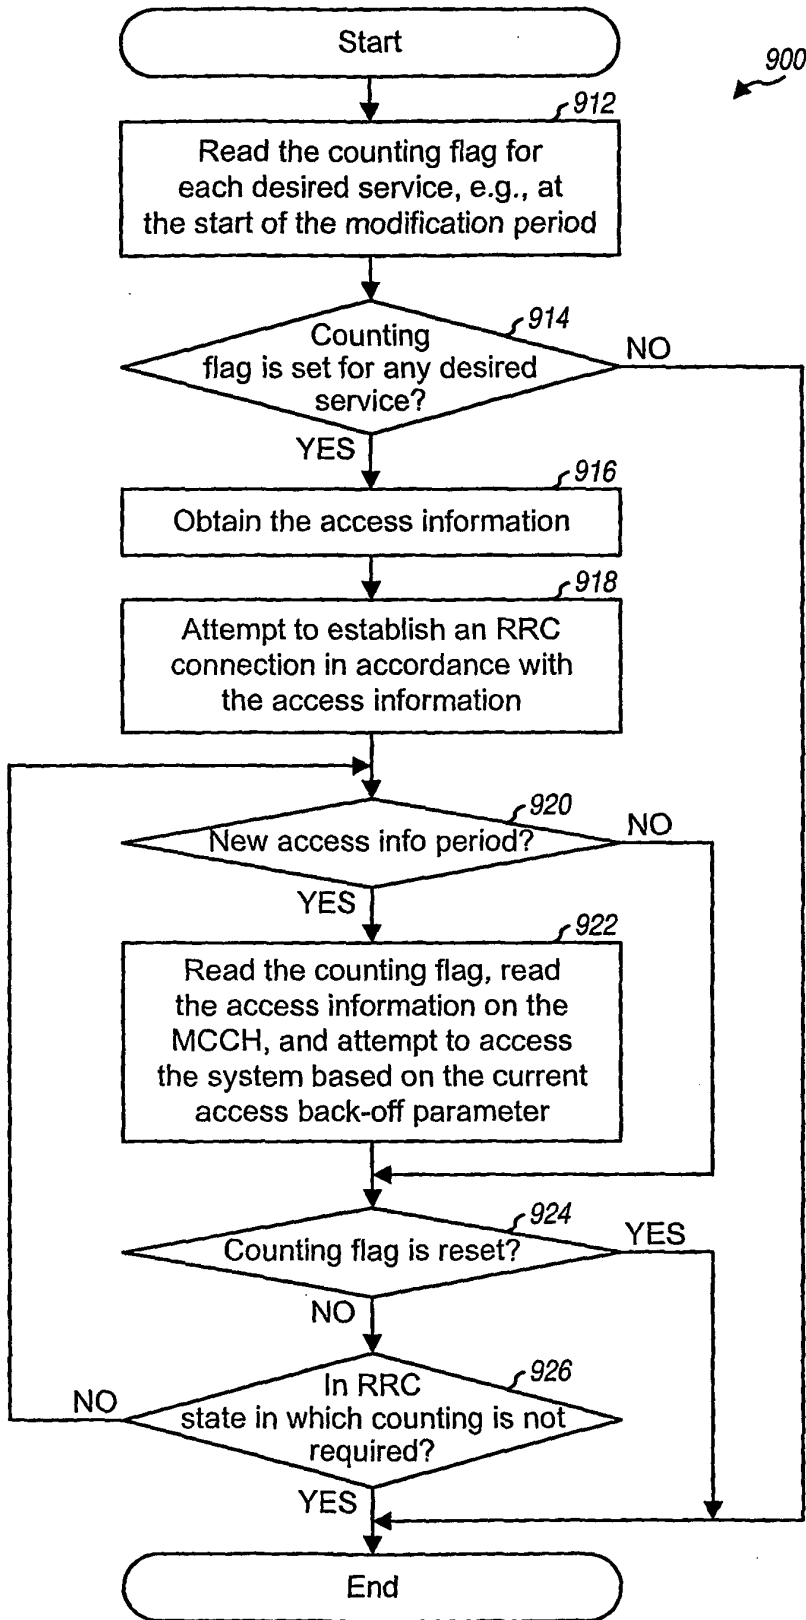 Start
900
912
Read the counting flag for
each desired service, e.g., at
the start of the modification period
914
Counting
flag is set for any desired
service?
NO
YES
916
Obtain the access information
918
Attempt to establish an RRC
connection in accordance with
the access information
920
New access info period?
NO
YES
922
Read the counting flag, read
the access information on the
MCCH, and attempt to access
the system based on the current
access back-off parameter
924
Counting flag is reset?
YES
NO
926
In RRC
state in which counting is not
required?
NO
YES
End